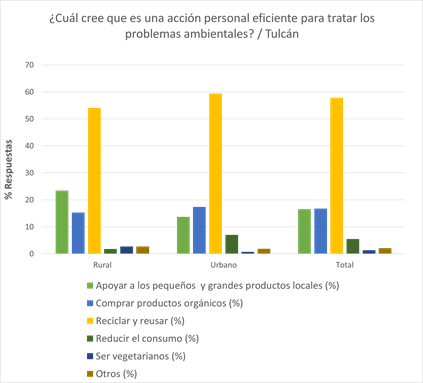 ¿Cuál cree que es una acción personal eficiente para tratar los
problemas ambientales? / Tulcán
% Respuestas
70
60
50
40
30
20
10
0
Rural
Urbano
Total
Apoyar a los pequeños y grandes productos locales (%)
Comprar productos orgánicos (%)
Reciclar y reusar (%)
Reducir el consumo (%)
Ser vegetarianos (%)
Otros (%)